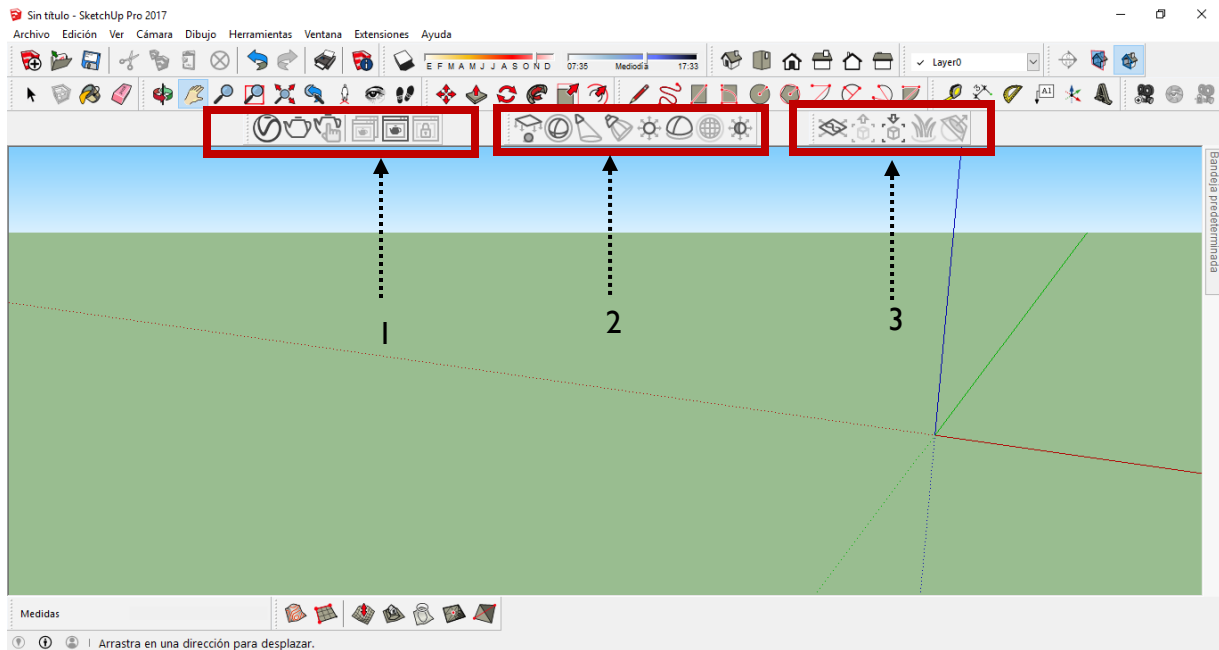 Sin título - SketchUp Pro 2017
Archivo Edición Ver Cámara Dibujo Herramientas Ventana Extensiones Ayuda
E F M A M J J A S O N D 07:35 Mediodía 17:33 Layer0
A1
1 2 3
Bandeja predeterminada
Medidas
Arrastra en una dirección para desplazar.